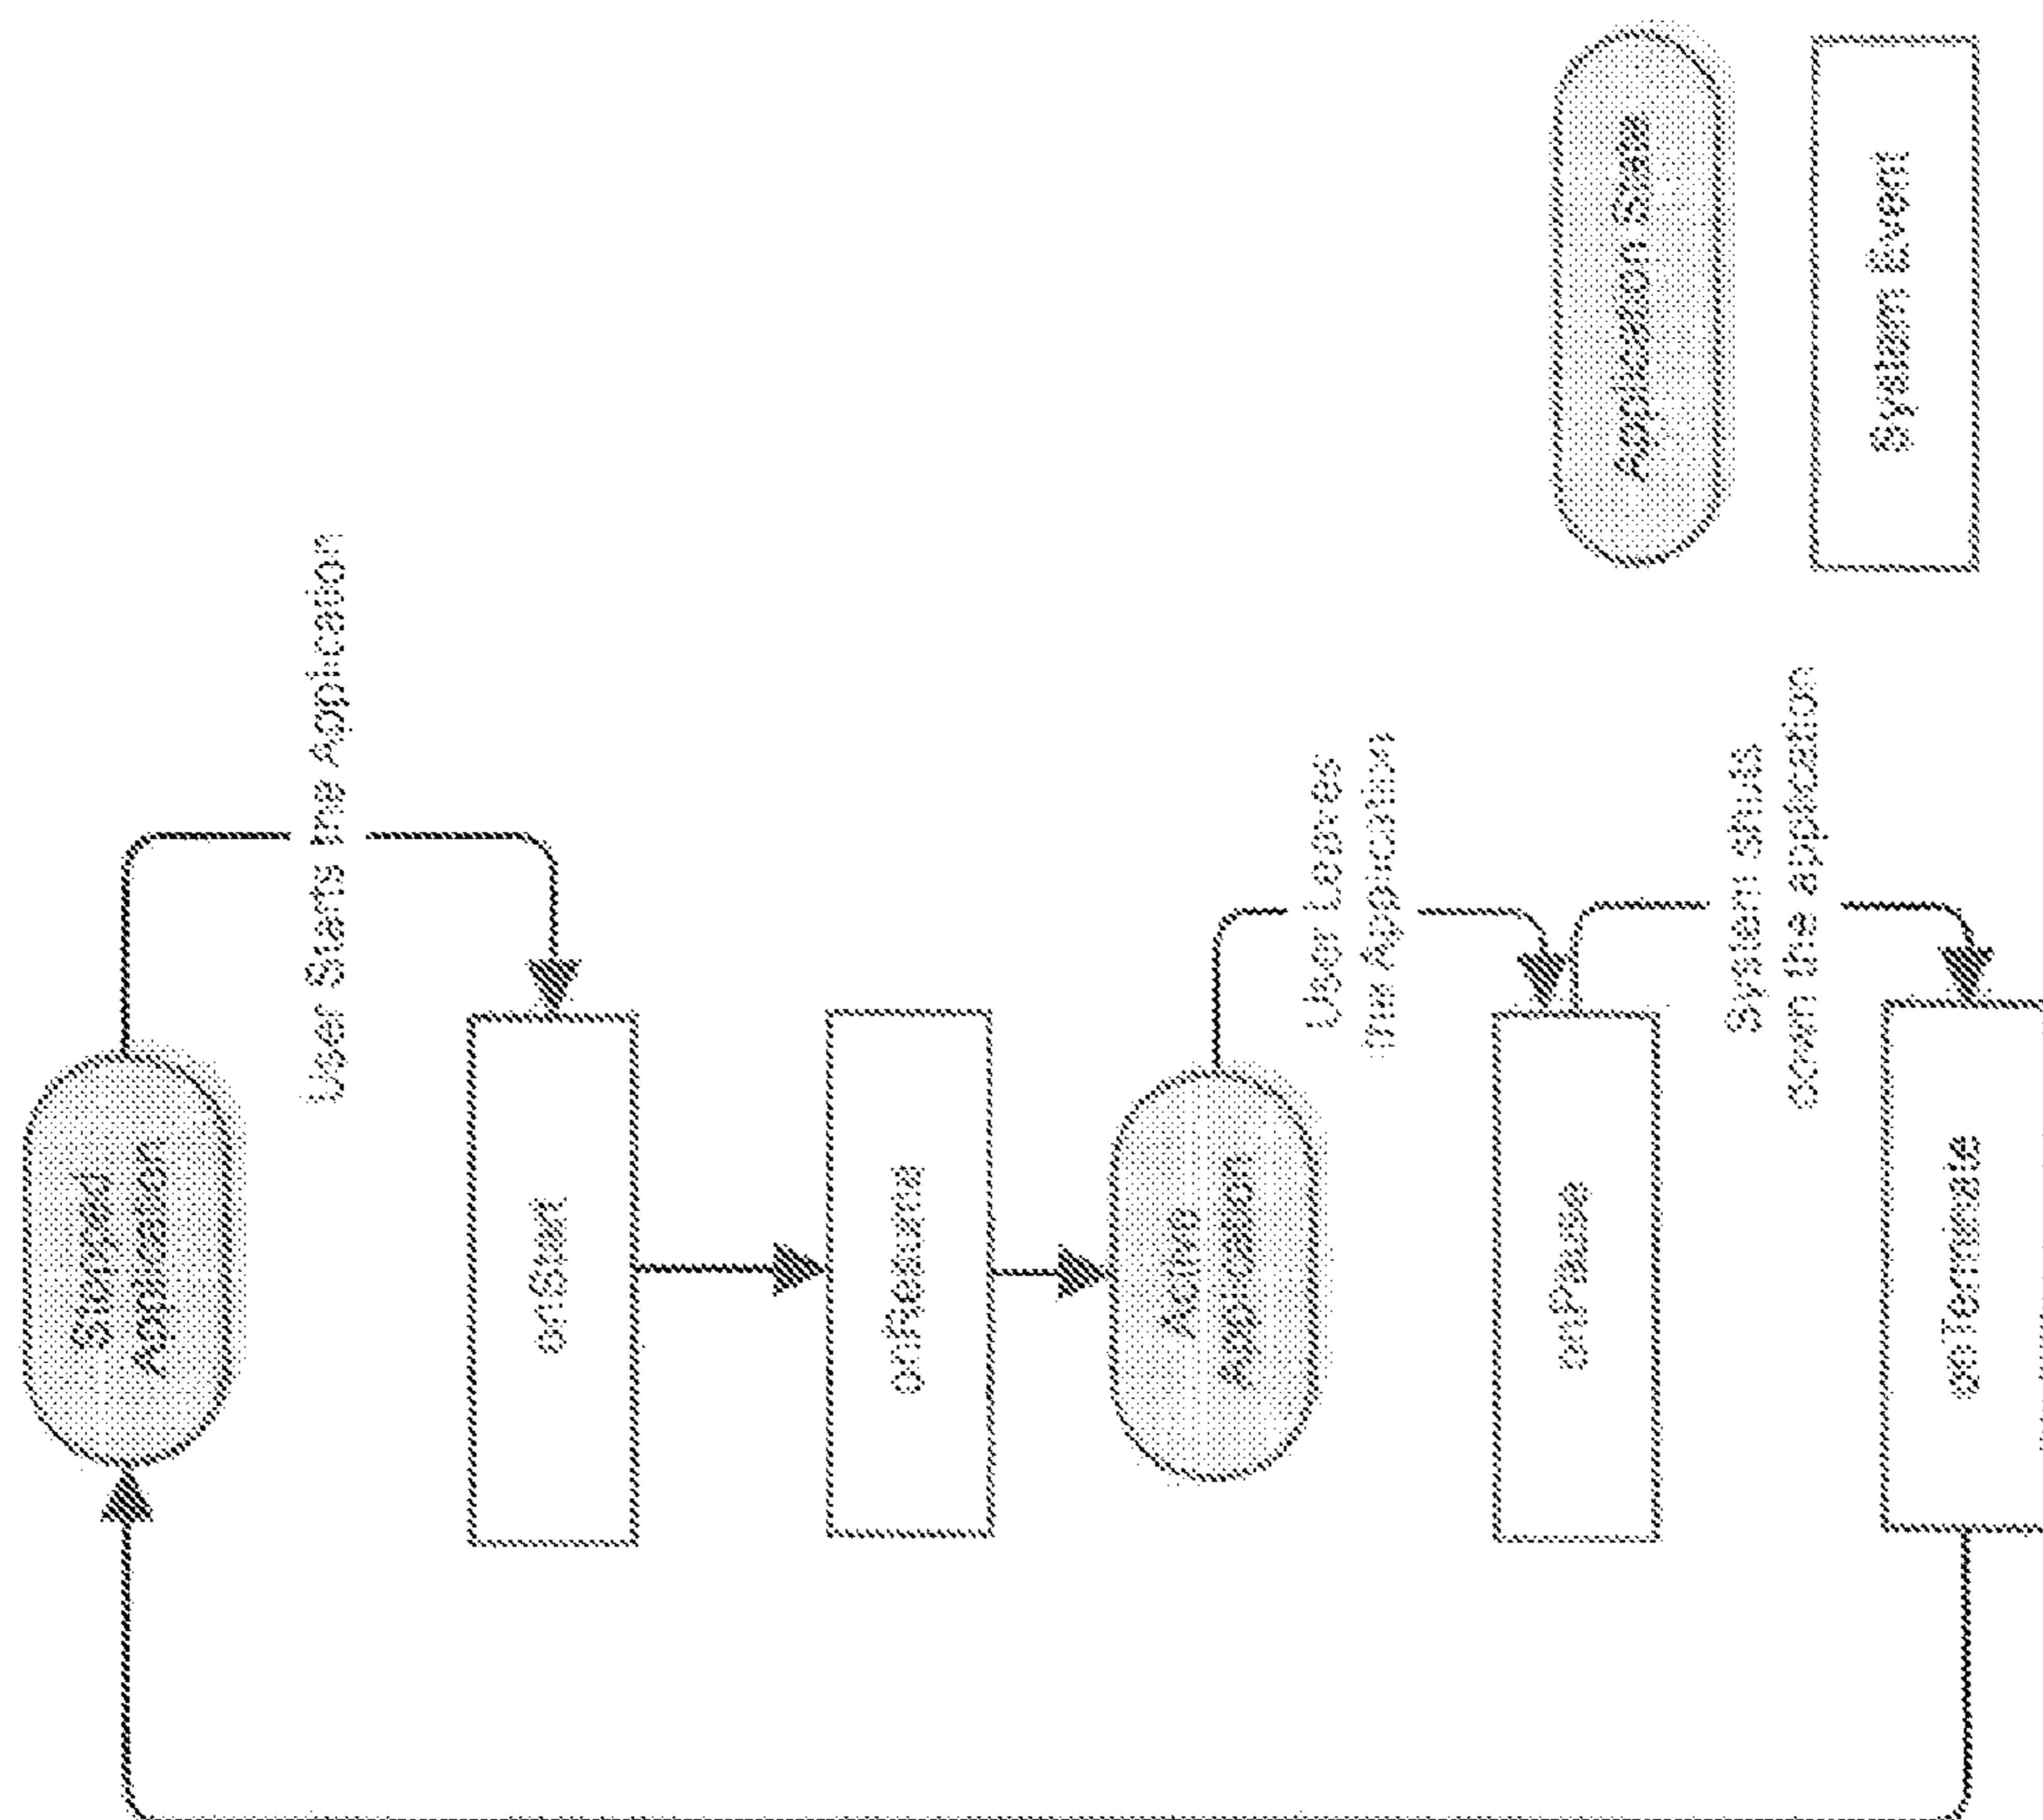 Stopped
Application
User Starts the Application
onStart
onResume
Active
Application
User Leaves
the Application
onPause
System shuts
down the application
onTerminate
Application State
System Event